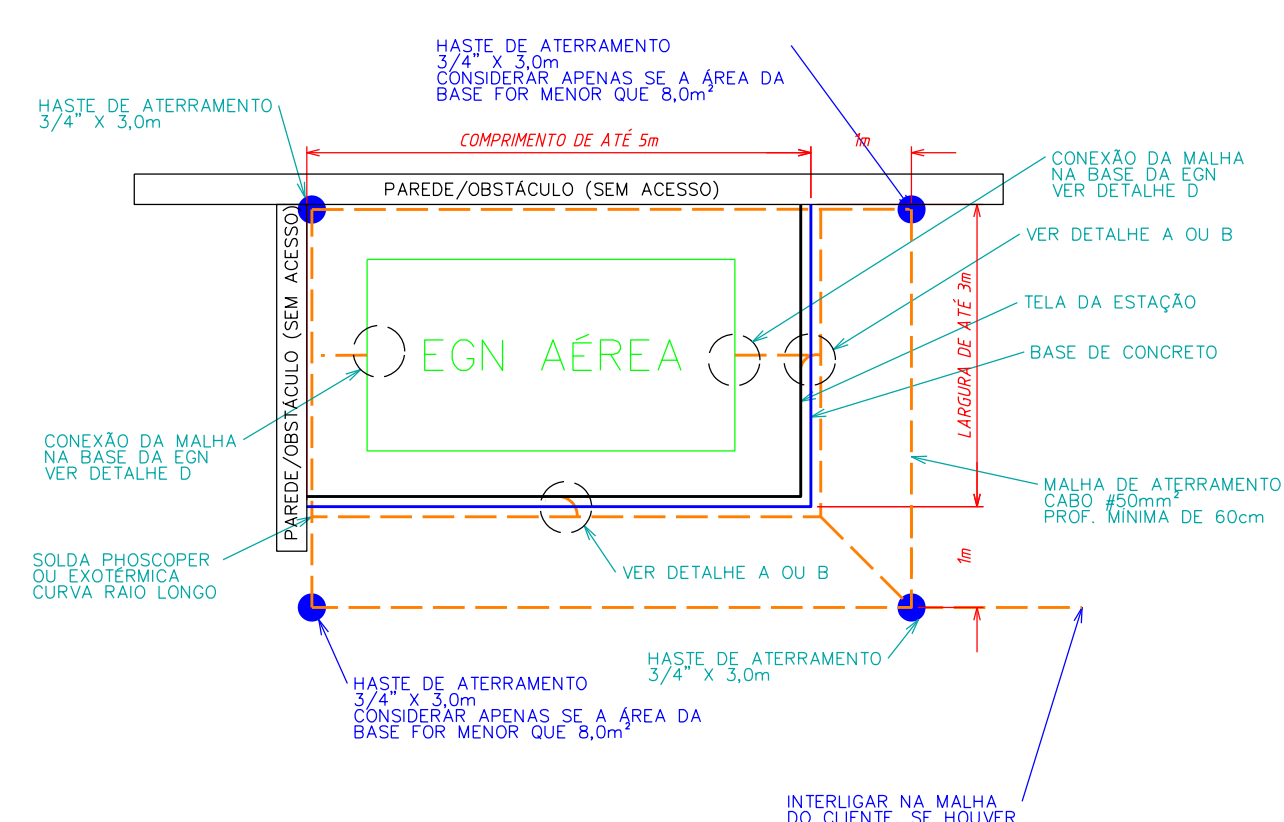 HASTE DE ATERRAMENTO
3/4" X 3,0m
CONSIDERAR APENAS SE A ÁREA DA
BASE FOR MENOR QUE 8,0m²
HASTE DE ATERRAMENTO
3/4" X 3,0m
COMPRIMENTO DE ATÉ 5m
1m
CONEXÃO DA MALHA
NA BASE DA EGN
VER DETALHE D
PAREDE/OBSTÁCULO (SEM ACESSO)
PAREDE/OBSTÁCULO (SEM ACESSO)
VER DETALHE A OU B
TELA DA ESTAÇÃO
EGN AÉREA
BASE DE CONCRETO
LARGURA DE ATÉ 3m
CONEXÃO DA MALHA
NA BASE DA EGN
VER DETALHE D
MALHA DE ATERRAMENTO
CABO #50mm²
PROF. MÍNIMA DE 60cm
SOLDA PHOSCOPER
OU EXOTÉRMICA
CURVA RAIO LONGO
1m
VER DETALHE A OU B
HASTE DE ATERRAMENTO
3/4" X 3,0m
HASTE DE ATERRAMENTO
3/4" X 3,0m
CONSIDERAR APENAS SE A ÁREA DA
BASE FOR MENOR QUE 8,0m²
INTERLIGAR NA MALHA
DO CLIENTE, SE HOUVER